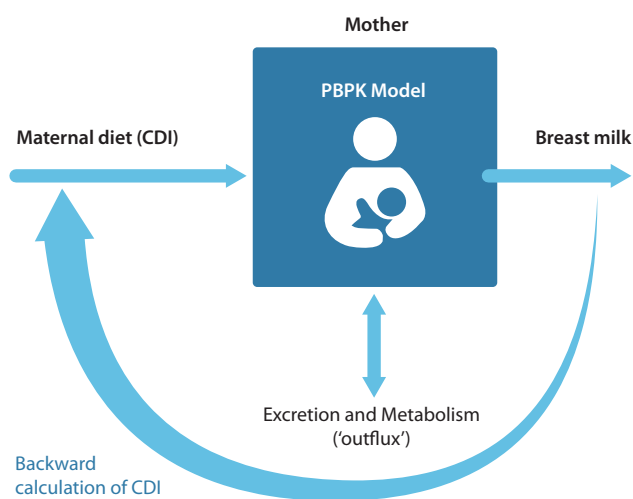 Mother
PBPK Model
Maternal diet (CDI)
Breast milk
Excretion and Metabolism
(‘outflux’)
Backward
calculation of CDI